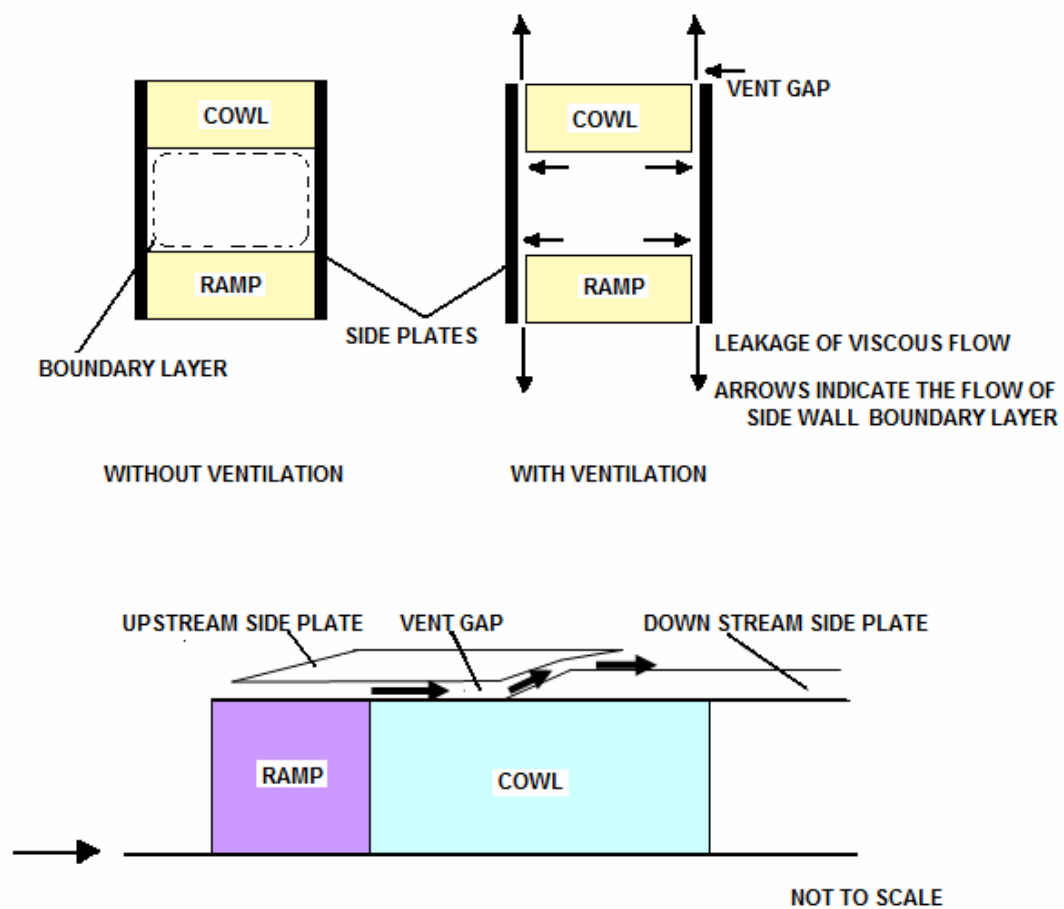 COWL
RAMP
BOUNDARY LAYER
SIDE PLATES
COWL
RAMP
VENT GAP
LEAKAGE OF VISCOUS FLOW
ARROWS INDICATE THE FLOW OF
SIDE WALL BOUNDARY LAYER
WITHOUT VENTILATION
WITH VENTILATION
UPSTREAM SIDE PLATE
VENT GAP
DOWN STREAM SIDE PLATE
RAMP
COWL
NOT TO SCALE